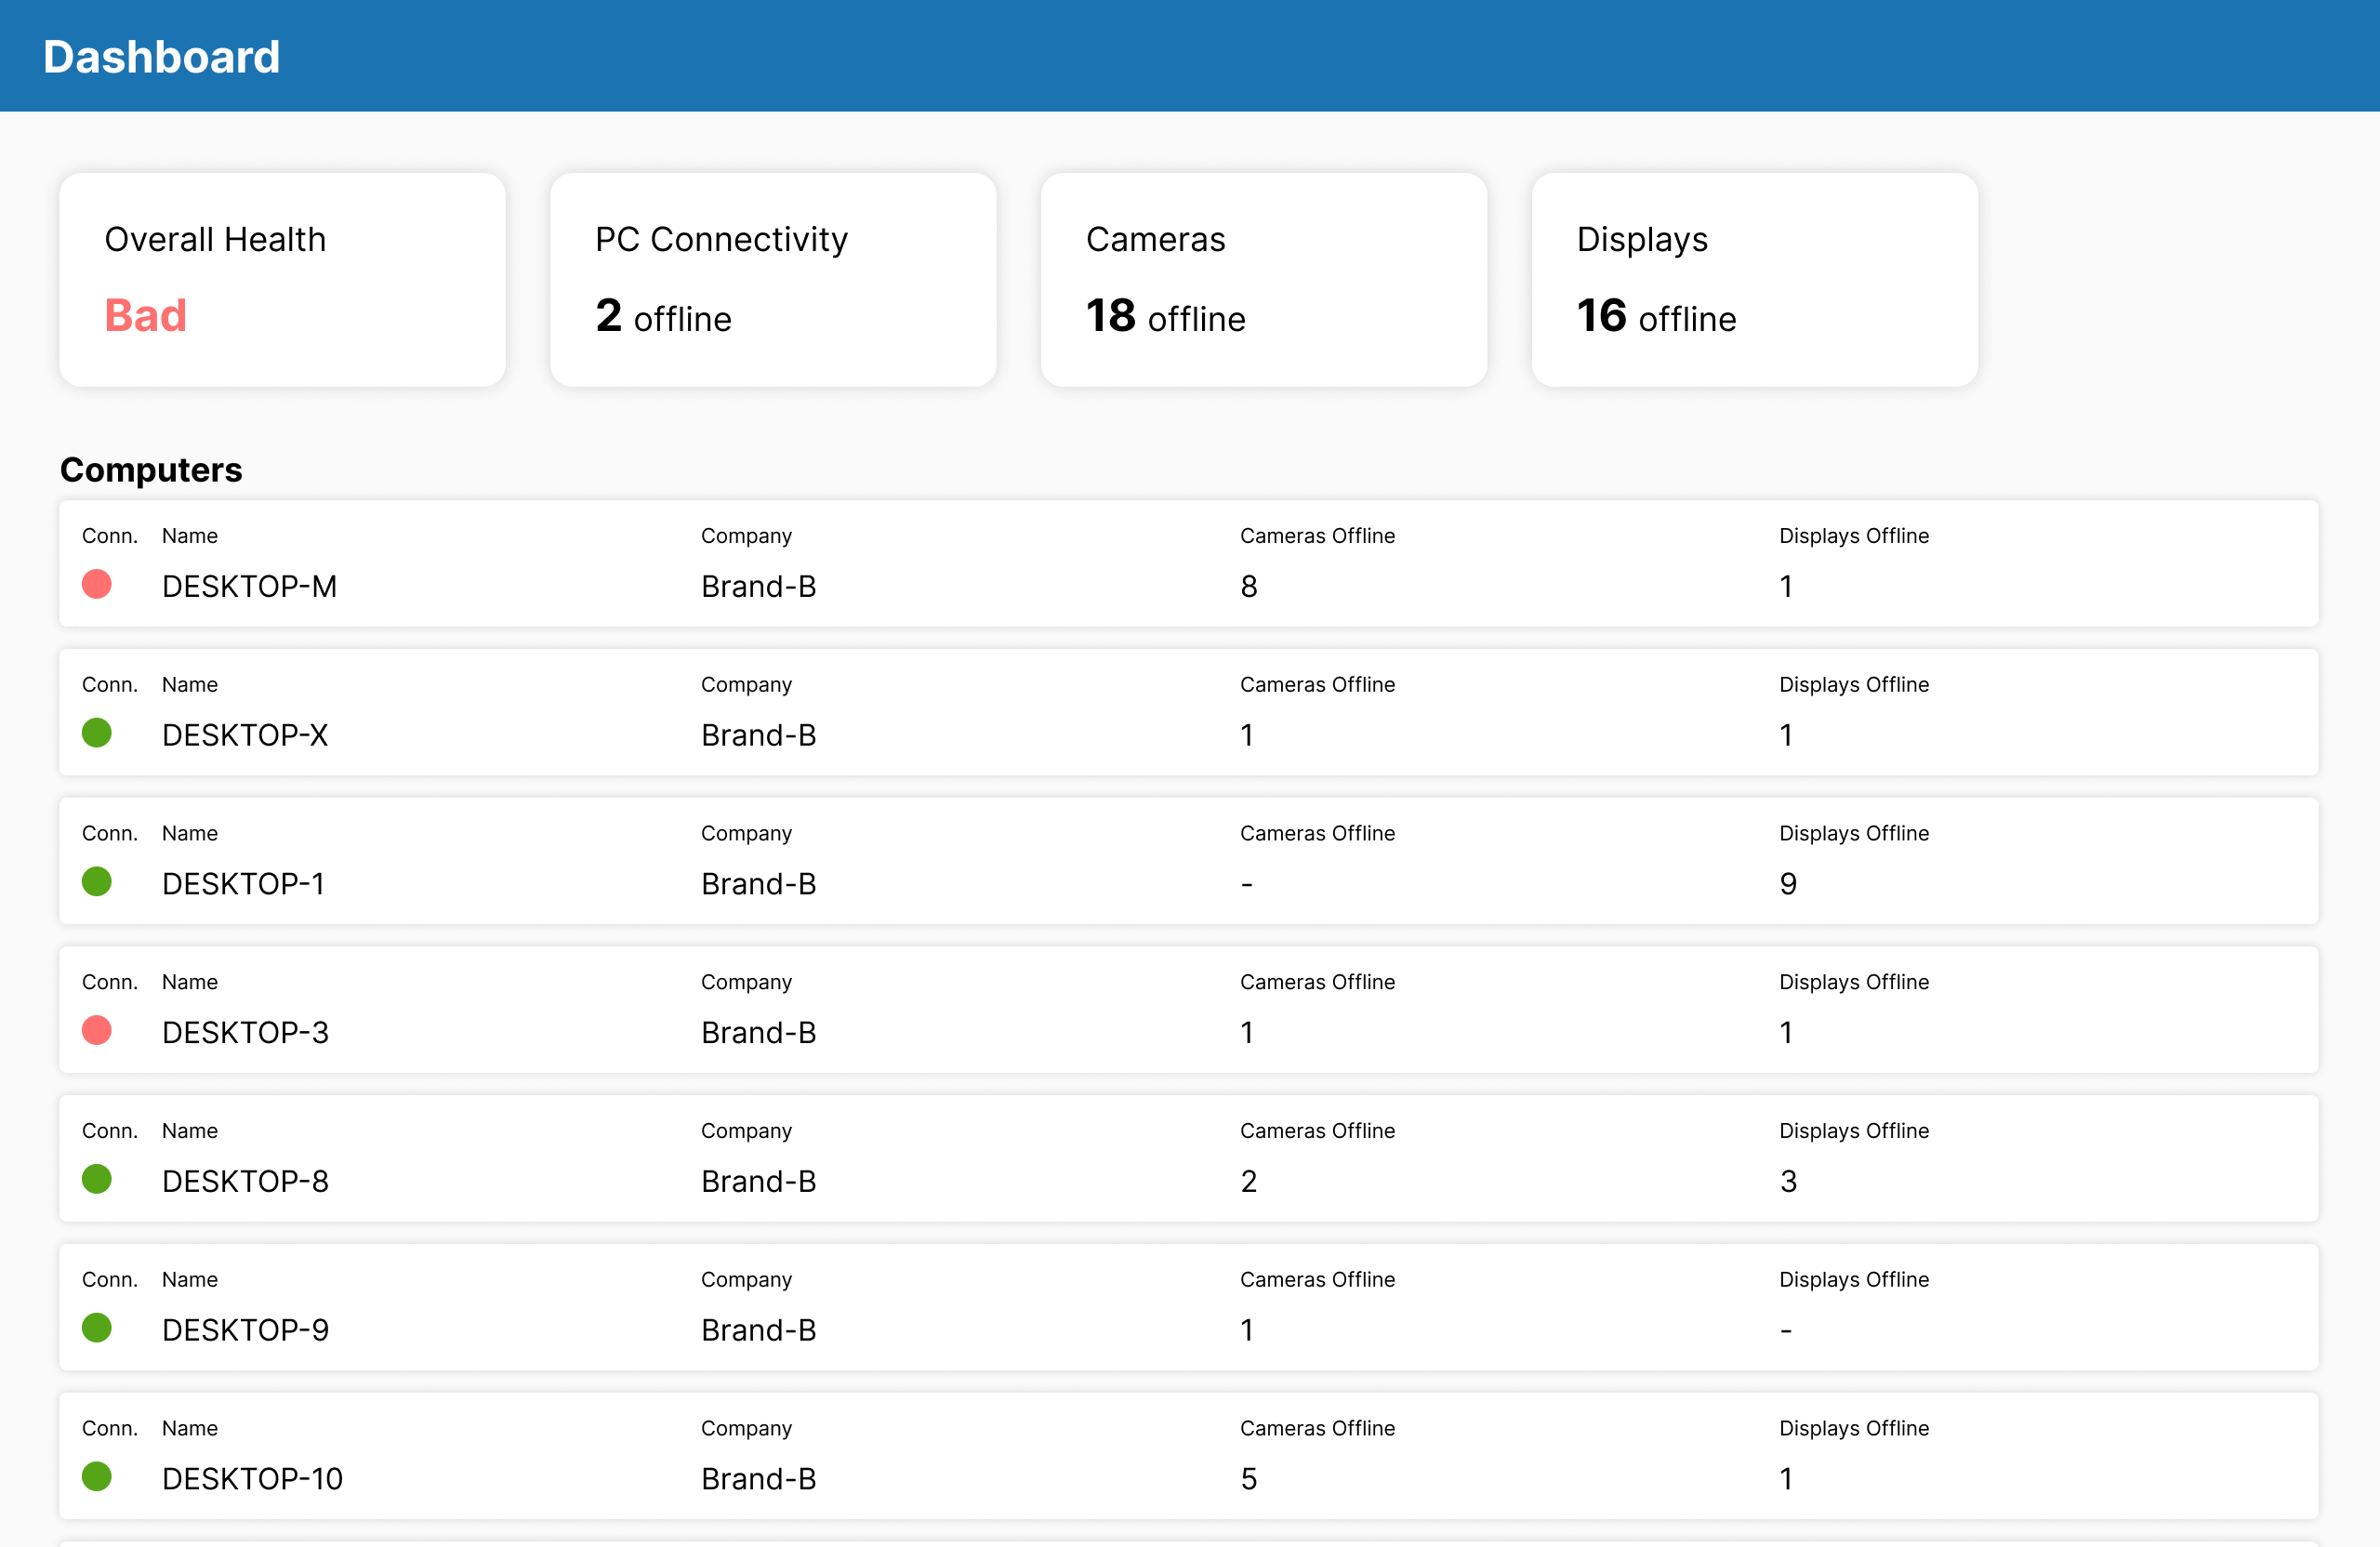 Dashboard
Overall Health PC Connectivity Cameras Displays
Bad 2 offline 18 offline 16 offline
Computers
Conn. Name Company Cameras Offline Displays Offline
DESKTOP-M Brand-B 8 1
Conn. Name Company Cameras Offline Displays Offline
DESKTOP-X Brand-B 1 1
Conn. Name Company Cameras Offline Displays Offline
DESKTOP-1 Brand-B - 9
Conn. Name Company Cameras Offline Displays Offline
DESKTOP-3 Brand-B 1 1
Conn. Name Company Cameras Offline Displays Offline
DESKTOP-8 Brand-B 2 3
Conn. Name Company Cameras Offline Displays Offline
DESKTOP-9 Brand-B 1 -
Conn. Name Company Cameras Offline Displays Offline
DESKTOP-10 Brand-B 5 1